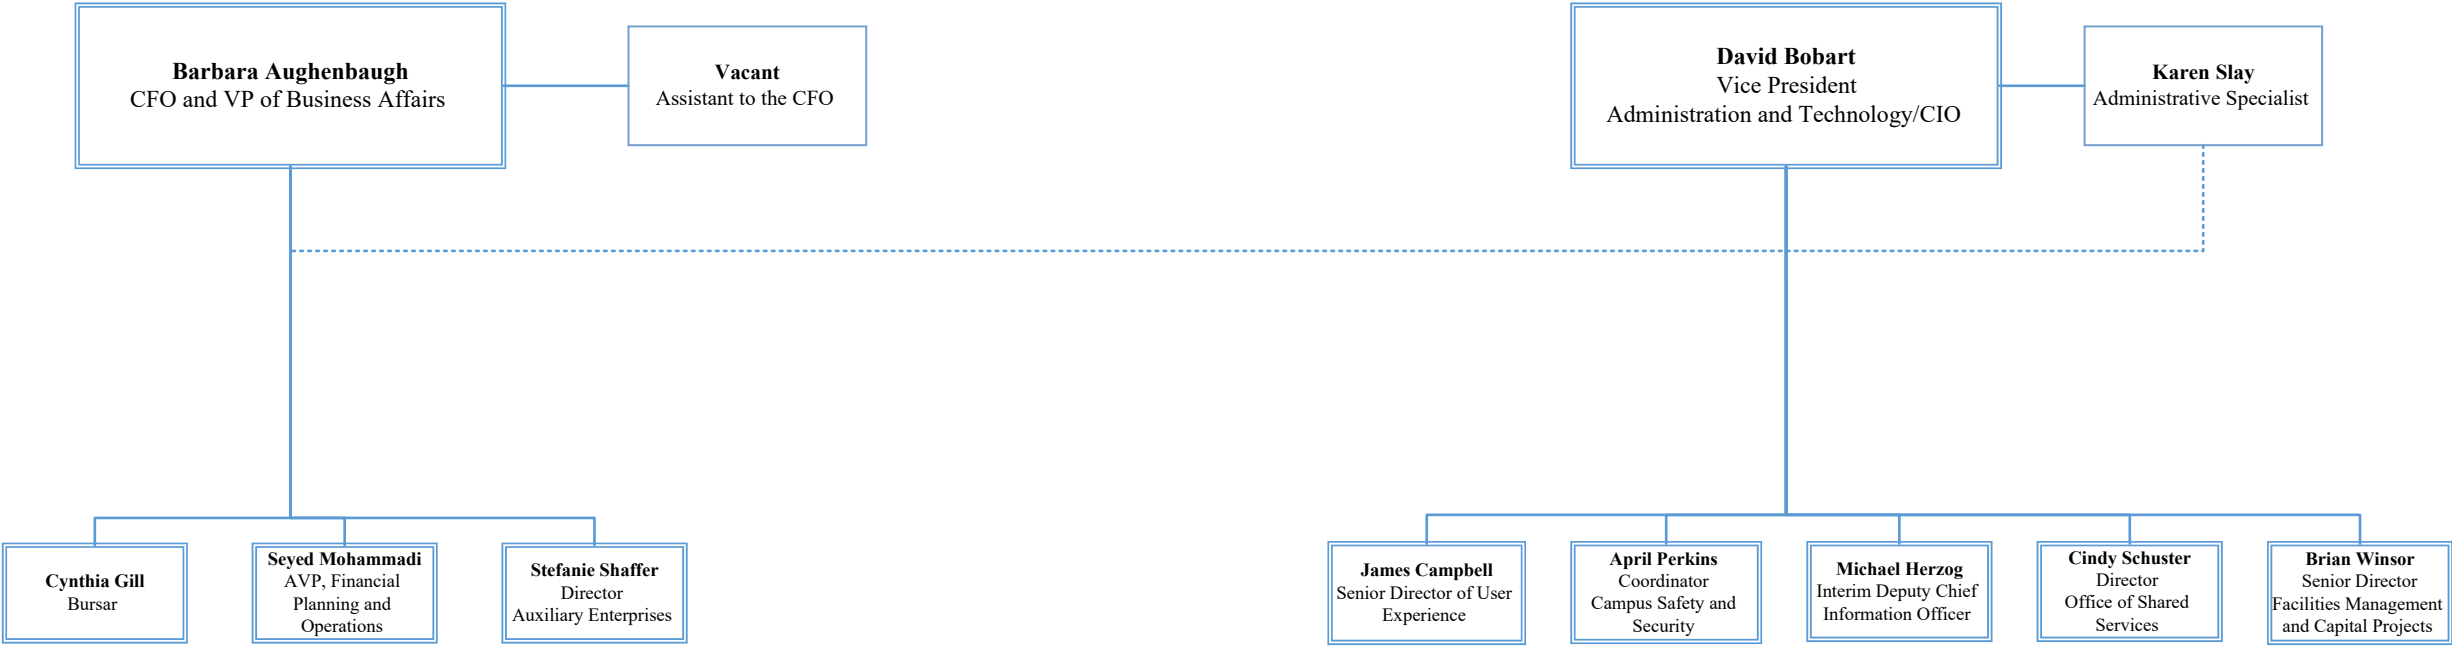 Barbara Aughenbaugh
CFO and VP of Business Affairs
Vacant
Assistant to the CFO
David Bobart
Vice President
Administration and Technology/CIO
Karen Slay
Administrative Specialist
Cynthia Gill
Bursar
Seyed Mohammadi
AVP, Financial
Planning and
Operations
Stefanie Shaffer
Director
Auxiliary Enterprises
James Campbell
Senior Director of User
Experience
April Perkins
Coordinator
Campus Safety and
Security
Michael Herzog
Interim Deputy Chief
Information Officer
Cindy Schuster
Director
Office of Shared
Services
Brian Winsor
Senior Director
Facilities Management
and Capital Projects